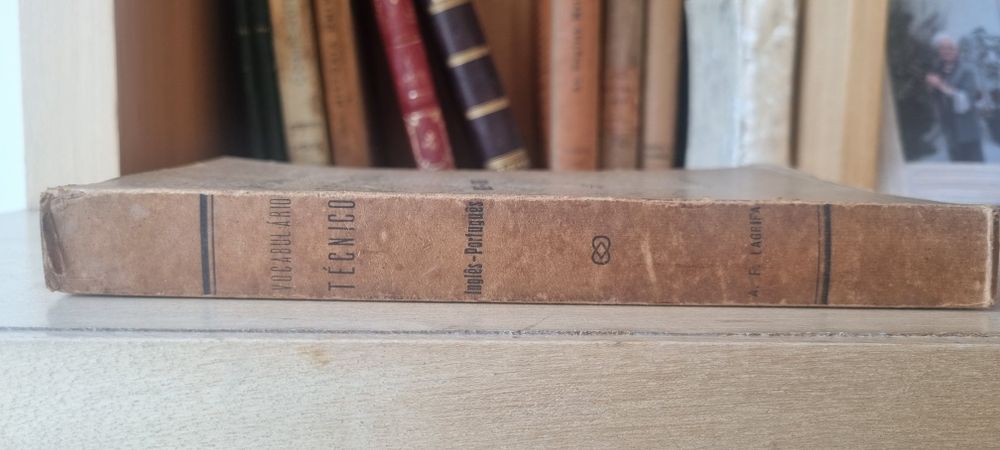 VOCABULÁRIO
TÉCNICO
Inglês-Português
A. R. LAGRIFA